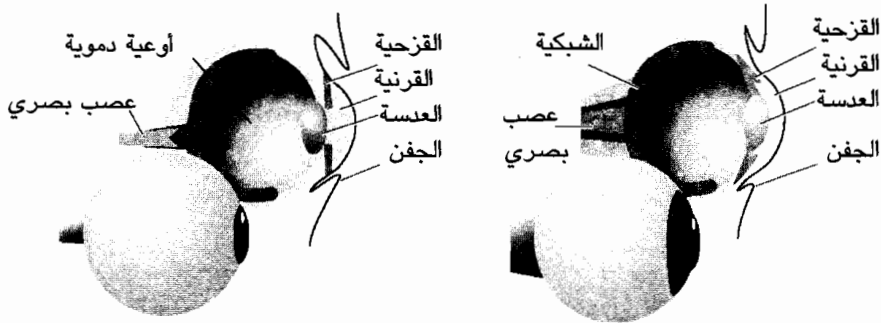 القزحية
القرنية
العدسة
الجفن
الشبكية
عصب
بصري
القزحية
القرنية
العدسة
الجفن
أوعية دموية
عصب بصري